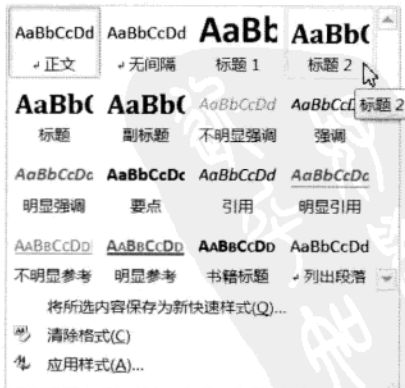 AaBbCcDd AaBbCcDd AaBb AaBb(
↲ 正文 ↲ 无间隔 标题 1 标题 2
标题 2
AaBb( AaBb( AaBbCcDd AaBbCcD
标题 副标题 不明显强调 强调
AaBbCcDd AaBbCcDc AaBbCcDd AaBbCcDd
明显强调 要点 引用 明显引用
AABBCCDD AABBCCDD AABBCCDD AaBbCcDd
不明显参考 明显参考 书籍标题 ↲ 列出段落
将所选内容保存为新快速样式(Q)...
清除格式(C)
应用样式(A)...